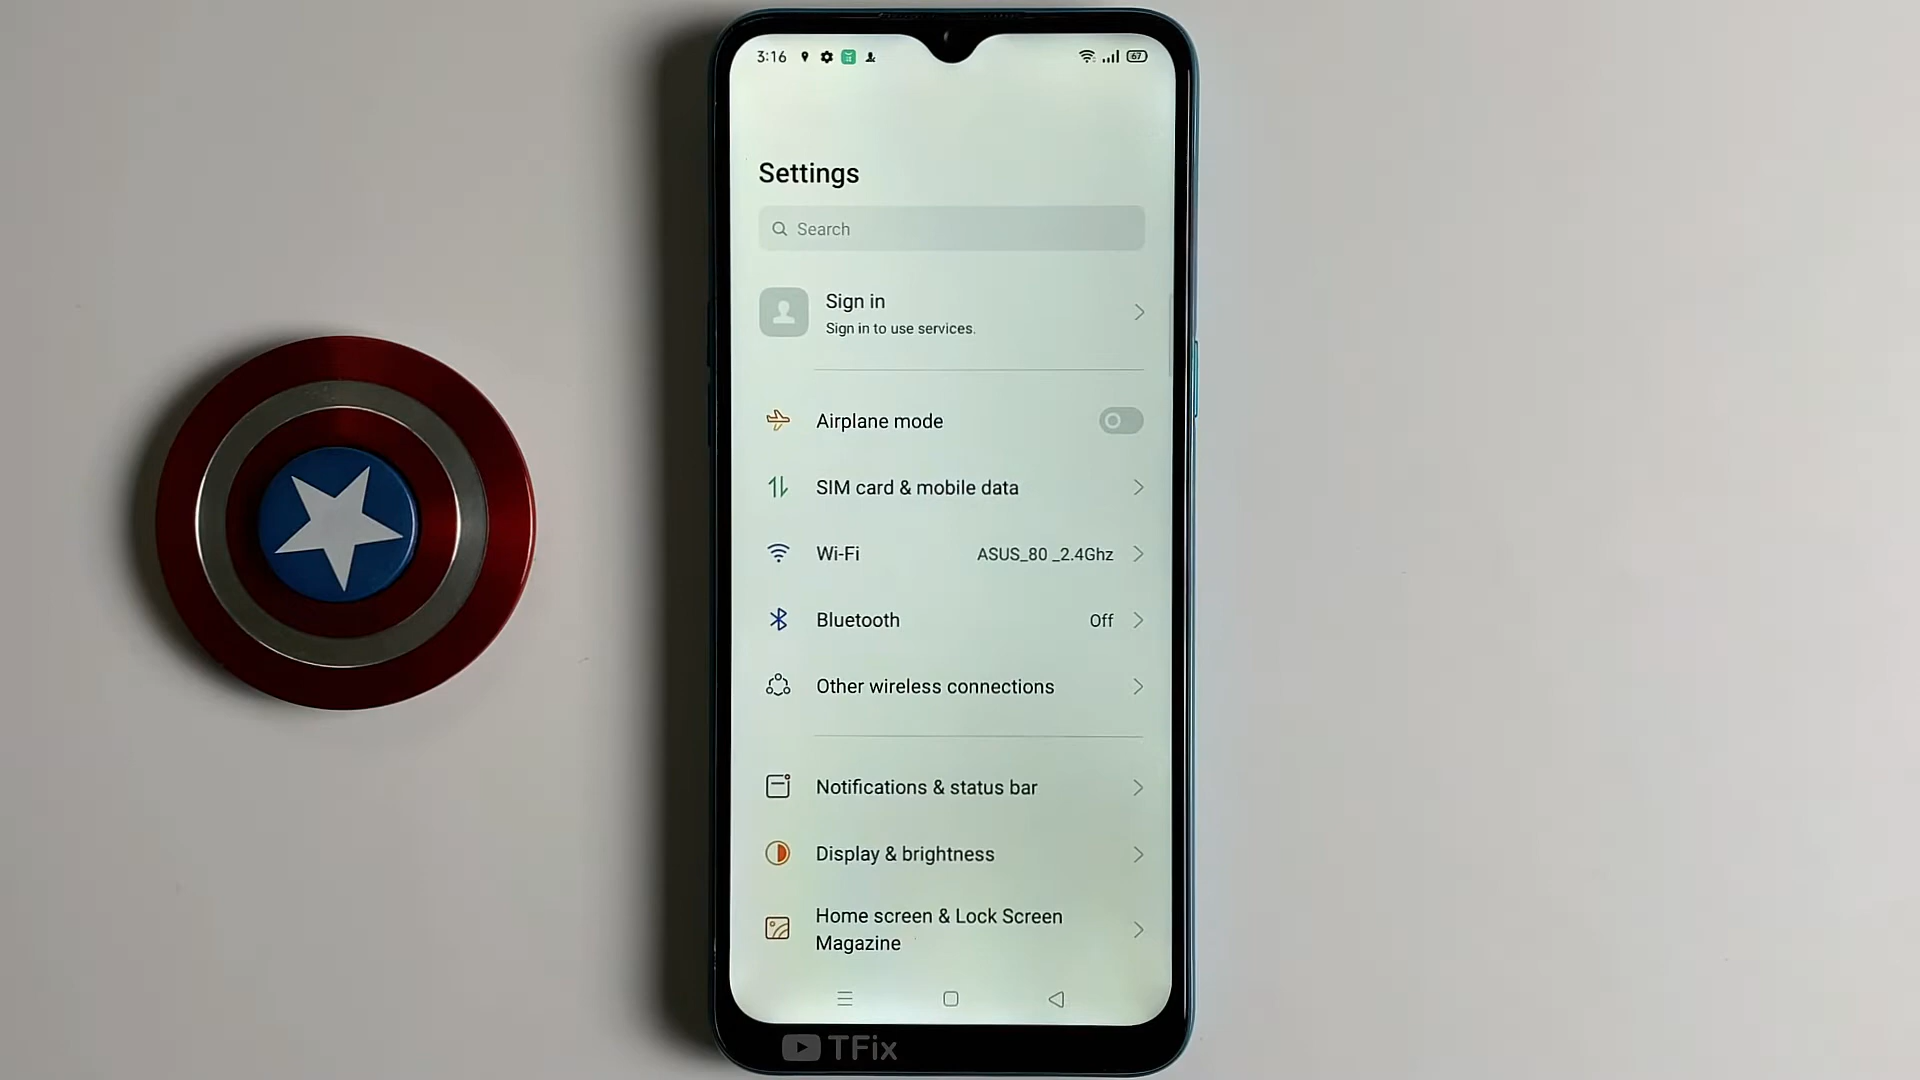 3:16
67
Settings
Search
Sign in
Sign in to use services.
Airplane mode
SIM card & mobile data
Wi-Fi ASUS_80 _2.4Ghz
Bluetooth Off
Other wireless connections
Notifications & status bar
Display & brightness
Home screen & Lock Screen
Magazine
TFix